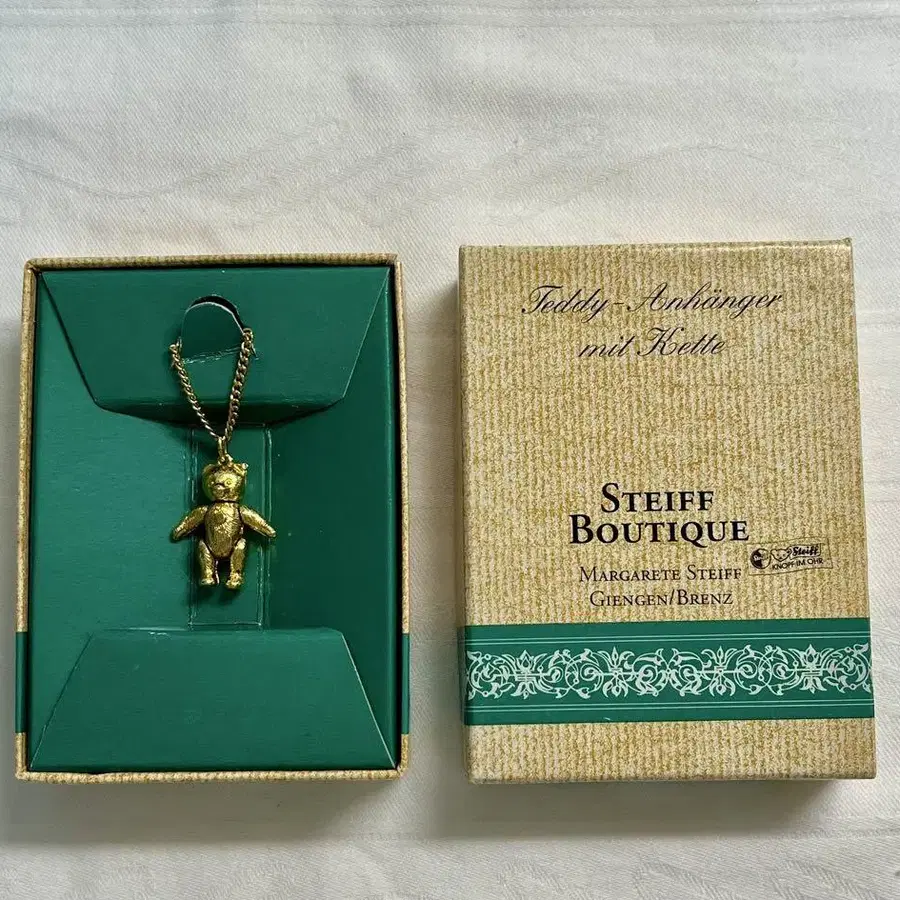 Teddy-Anhänger
mit Kette
STEIFF
BOUTIQUE
MARGARETE STEIFF
GIENGEN/BRENZ
Steiff
KNOPF IM OHR